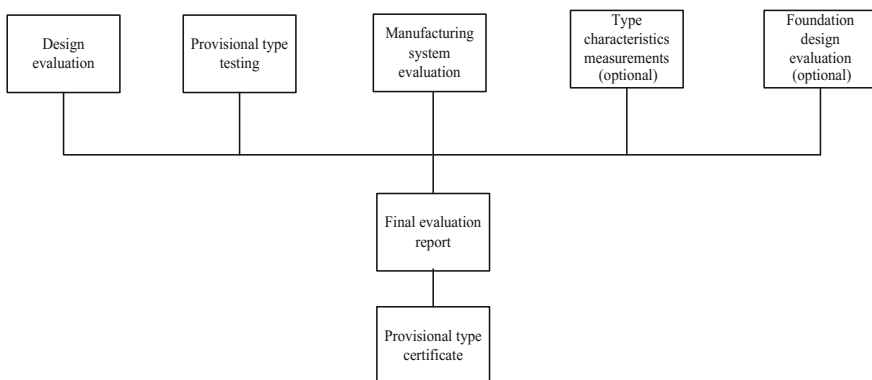 Design
evaluation
Provisional type
testing
Manufacturing
system
evaluation
Type
characteristics
measurements
(optional)
Foundation
design
evaluation
(optional)
Final evaluation
report
Provisional type
certificate